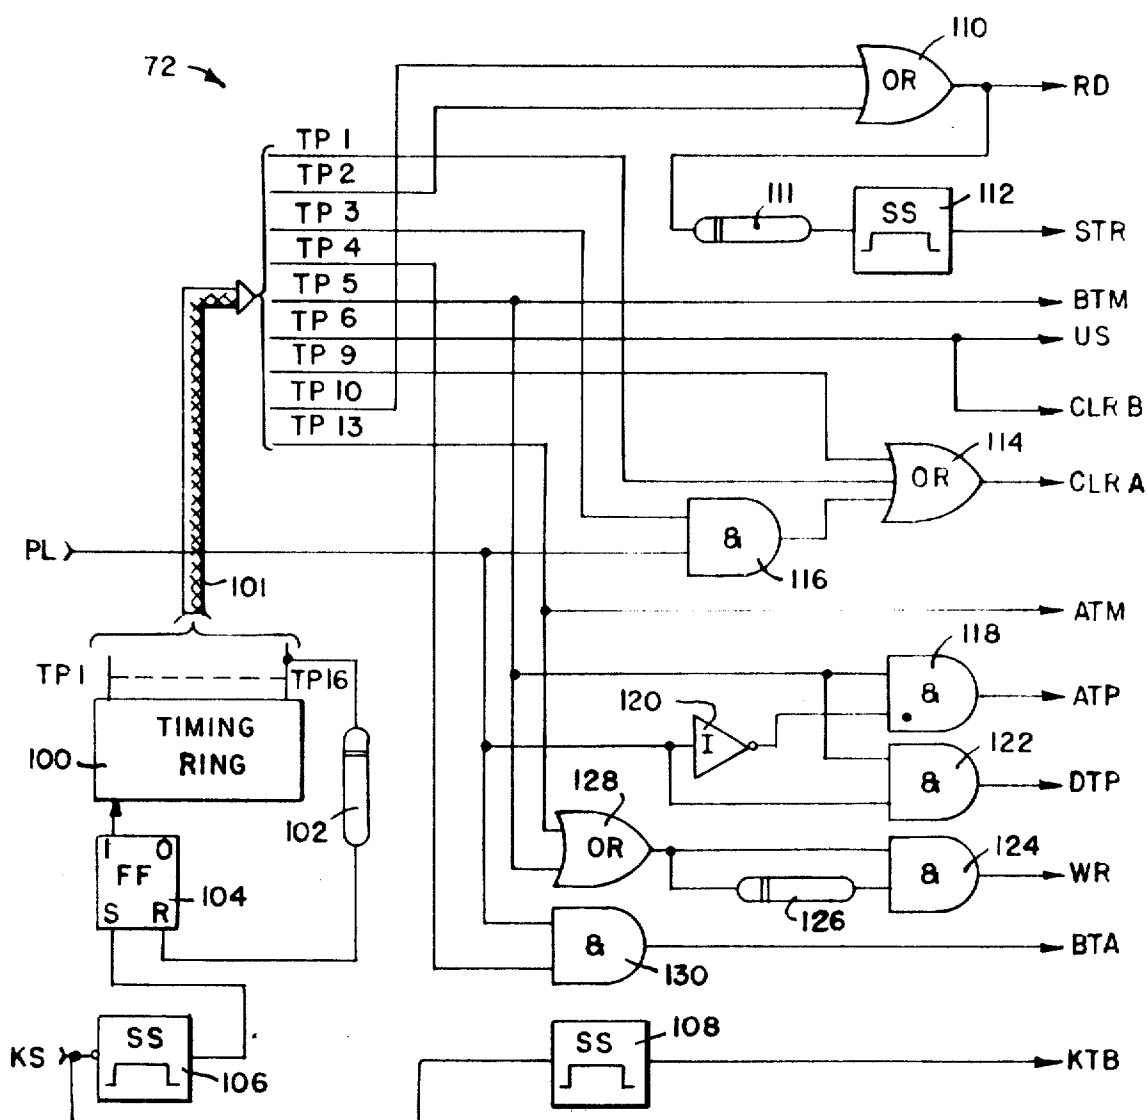 110
72
OR
RD
TP 1
TP 2
111
SS
112
TP 3
STR
TP 4
TP 5
BTM
TP 6
US
TP 9
TP 10
CLR B
TP 13
114
OR
CLR A
PL
&
116
101
ATM
118
TP 1
TP 16
120
&
ATP
I
TIMING
RING
100
122
128
&
DTP
102
OR
124
1 0
FF
104
&
WR
S R
126
&
BTA
130
SS
108
KS
SS
KTB
106